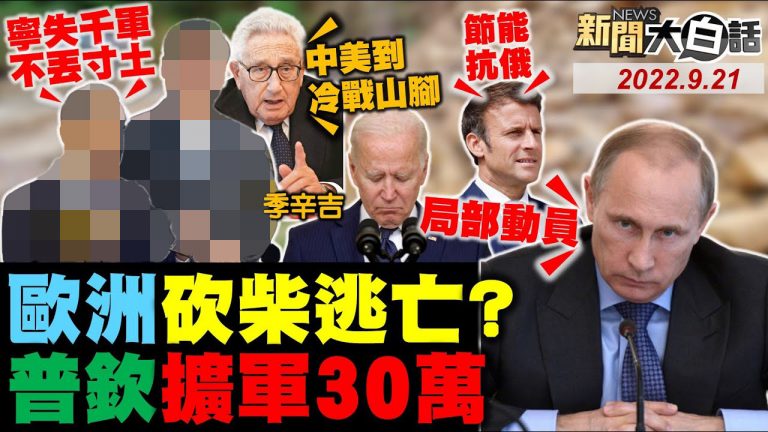 寧失千軍
不丟寸土
中美到
冷戰山腳
季辛吉
節能
抗俄
局部動員
NEWS
新聞大白話
2022.9.21
歐洲砍柴逃亡?
普欽擴軍30萬